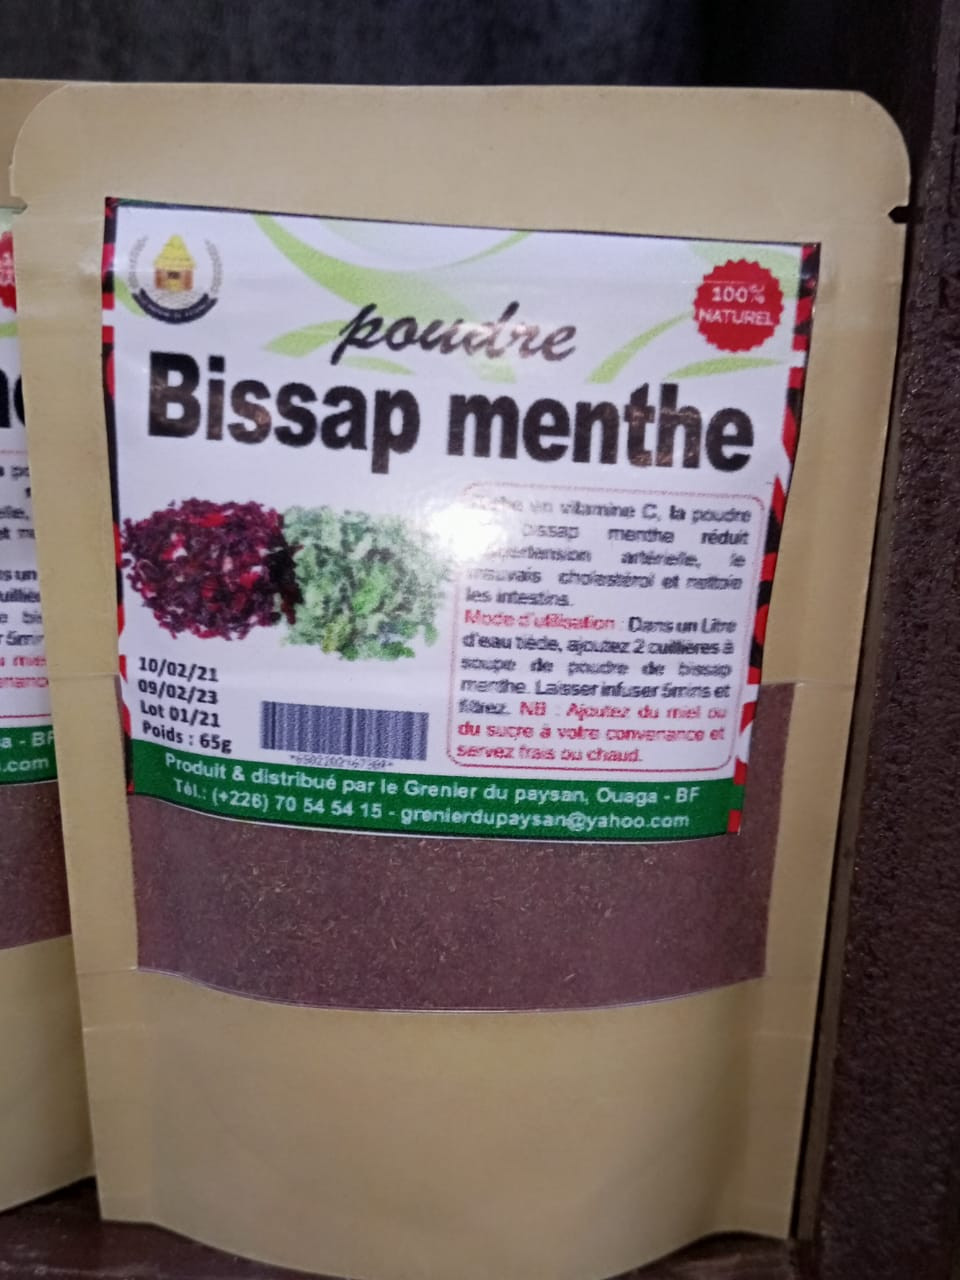 100%
NATUREL
poudre
Bissap menthe
en vitamine C, la poudre
bissap menthe réduit
artérielle, le
mauvais cholestérol et nettoie
les intestins.
Mode d'utilisation : Dans un Litre
d'eau tiède, ajoutez 2 cuillières à
soupe de poudre de bissap
menthe. Laisser infuser 5mins et
filtrez. NB : Ajoutez du miel ou
du sucre à votre convenance et
servez frais ou chaud.
10/02/21
09/02/23
Lot 01/21
Poids : 65g
Produit & distribué par le Grenier du paysan, Ouaga - BF
Tél.: (+226) 70 54 54 15 - grenierdupaysan@yahoo.com